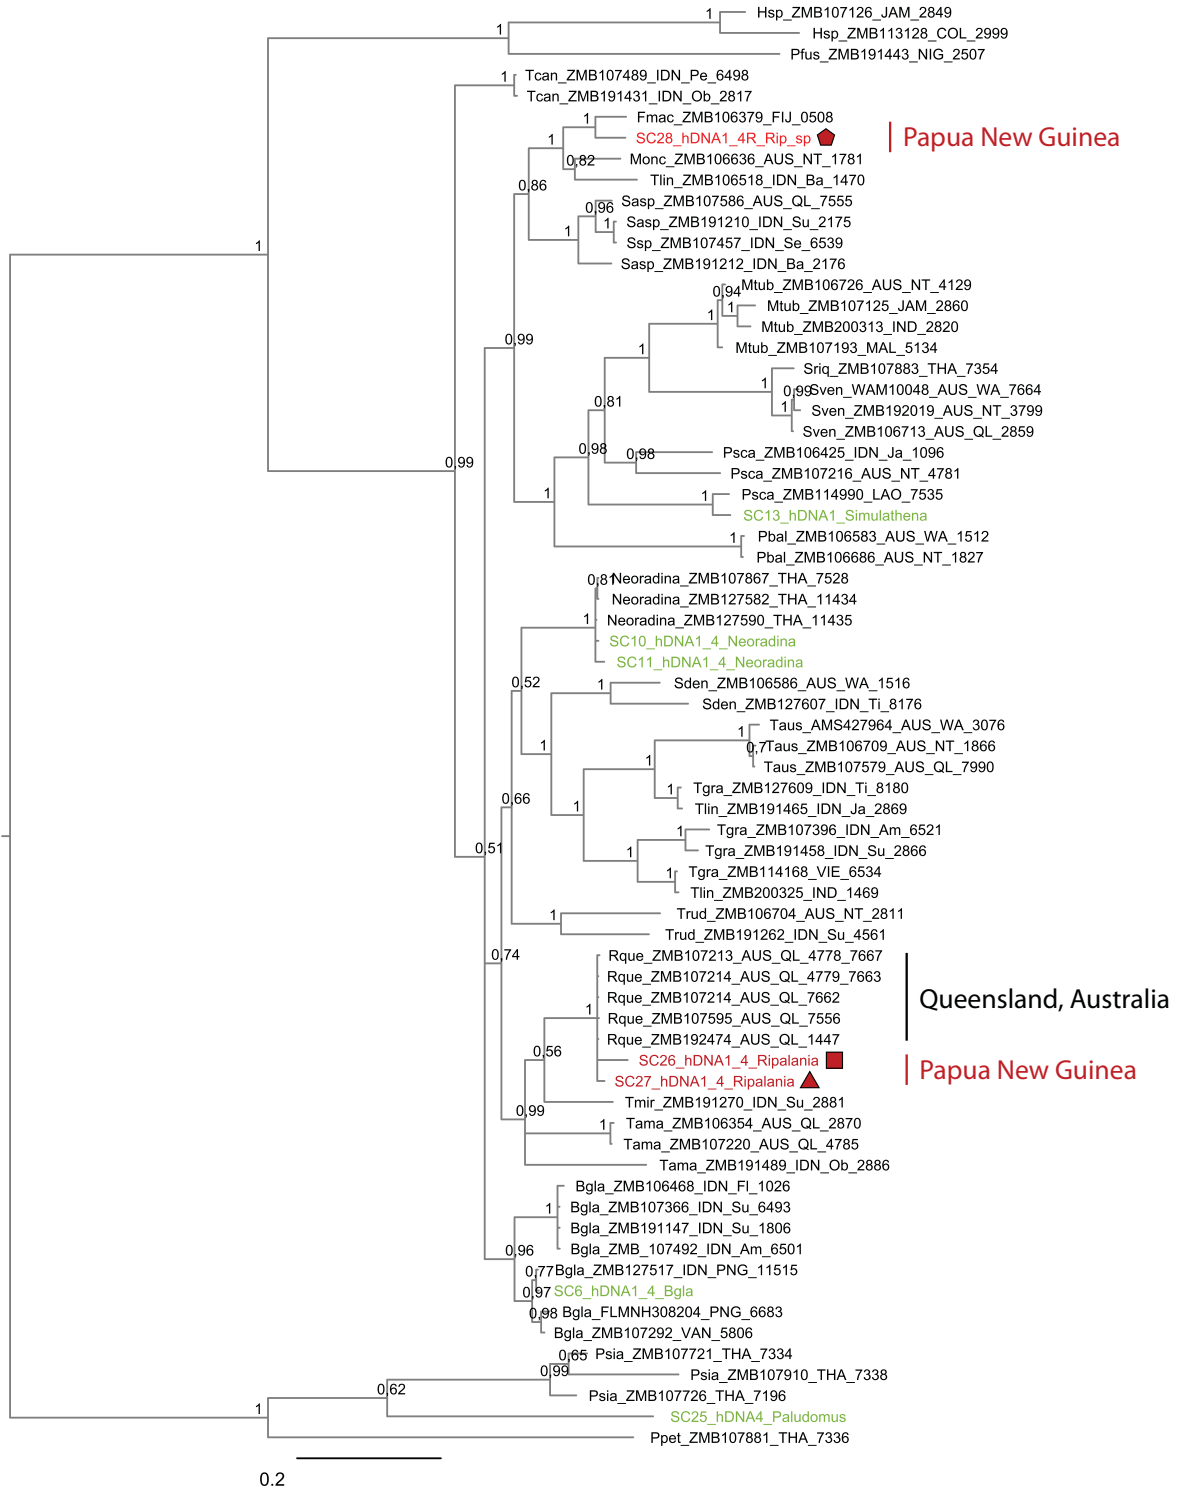 1 Hsp_ZMB107126_JAM_2849
Hsp_ZMB113128_COL_2999
1
Pfus_ZMB191443_NIG_2507
1 Tcan_ZMB107489_IDN_Pe_6498
Tcan_ZMB191431_IDN_Ob_2817
1 Fmac_ZMB106379_FIJ_0508
SC28_hDNA1_4R_Rip_sp Papua New Guinea
1
0,82 Monc_ZMB106636_AUS_NT_1781
Tlin_ZMB106518_IDN_Ba_1470
0,86
Sasp_ZMB107586_AUS_QL_7555
0,96
1 Sasp_ZMB191210_IDN_Su_2175
1 Ssp_ZMB107457_IDN_Se_6539
1
Sasp_ZMB191212_IDN_Ba_2176
0,94 Mtub_ZMB106726_AUS_NT_4129
1 Mtub_ZMB107125_JAM_2860
1 Mtub_ZMB200313_IND_2820
0,99
1 Mtub_ZMB107193_MAL_5134
Sriq_ZMB107883_THA_7354
1 0,99 Sven_WAM10048_AUS_WA_7664
0,81 1 Sven_ZMB192019_AUS_NT_3799
Sven_ZMB106713_AUS_QL_2859
0,98 0,98 Psca_ZMB106425_IDN_Ja_1096
0,99 Psca_ZMB107216_AUS_NT_4781
1 1 Psca_ZMB114990_LAO_7535
SC13_hDNA1_Simulathena
1 Pbal_ZMB106583_AUS_WA_1512
Pbal_ZMB106686_AUS_NT_1827
0,81 Neoradina_ZMB107867_THA_7528
Neoradina_ZMB127582_THA_11434
1 Neoradina_ZMB127590_THA_11435
SC10_hDNA1_4_Neoradina
SC11_hDNA1_4_Neoradina
0,52 1 Sden_ZMB106586_AUS_WA_1516
Sden_ZMB127607_IDN_Ti_8176
1 Taus_AMS427964_AUS_WA_3076
1 0,7 Taus_ZMB106709_AUS_NT_1866
1 Taus_ZMB107579_AUS_QL_7990
1 Tgra_ZMB127609_IDN_Ti_8180
0,66 1 Tlin_ZMB191465_IDN_Ja_2869
1 Tgra_ZMB107396_IDN_Am_6521
0,51 1 Tgra_ZMB191458_IDN_Su_2866
1 Tgra_ZMB114168_VIE_6534
Tlin_ZMB200325_IND_1469
1 Trud_ZMB106704_AUS_NT_2811
Trud_ZMB191262_IDN_Su_4561
0,74 Rque_ZMB107213_AUS_QL_4778_7667
Rque_ZMB107214_AUS_QL_4779_7663
Rque_ZMB107214_AUS_QL_7662 Queensland, Australia
1 Rque_ZMB107595_AUS_QL_7556
Rque_ZMB192474_AUS_QL_1447
0,56 SC26_hDNA1_4_Ripalania
SC27_hDNA1_4_Ripalania Papua New Guinea
Tmir_ZMB191270_IDN_Su_2881
0,99 1 Tama_ZMB106354_AUS_QL_2870
Tama_ZMB107220_AUS_QL_4785
Tama_ZMB191489_IDN_Ob_2886
Bgla_ZMB106468_IDN_Fl_1026
1 Bgla_ZMB107366_IDN_Su_6493
Bgla_ZMB191147_IDN_Su_1806
0,96 Bgla_ZMB_107492_IDN_Am_6501
0,77 Bgla_ZMB127517_IDN_PNG_11515
0,97 SC6_hDNA1_4_Bgla
0,98 Bgla_FLMNH308204_PNG_6683
Bgla_ZMB107292_VAN_5806
0,65 Psia_ZMB107721_THA_7334
0,99 Psia_ZMB107910_THA_7338
0,62 Psia_ZMB107726_THA_7196
1 SC25_hDNA4_Paludomus
Ppet_ZMB107881_THA_7336
0.2